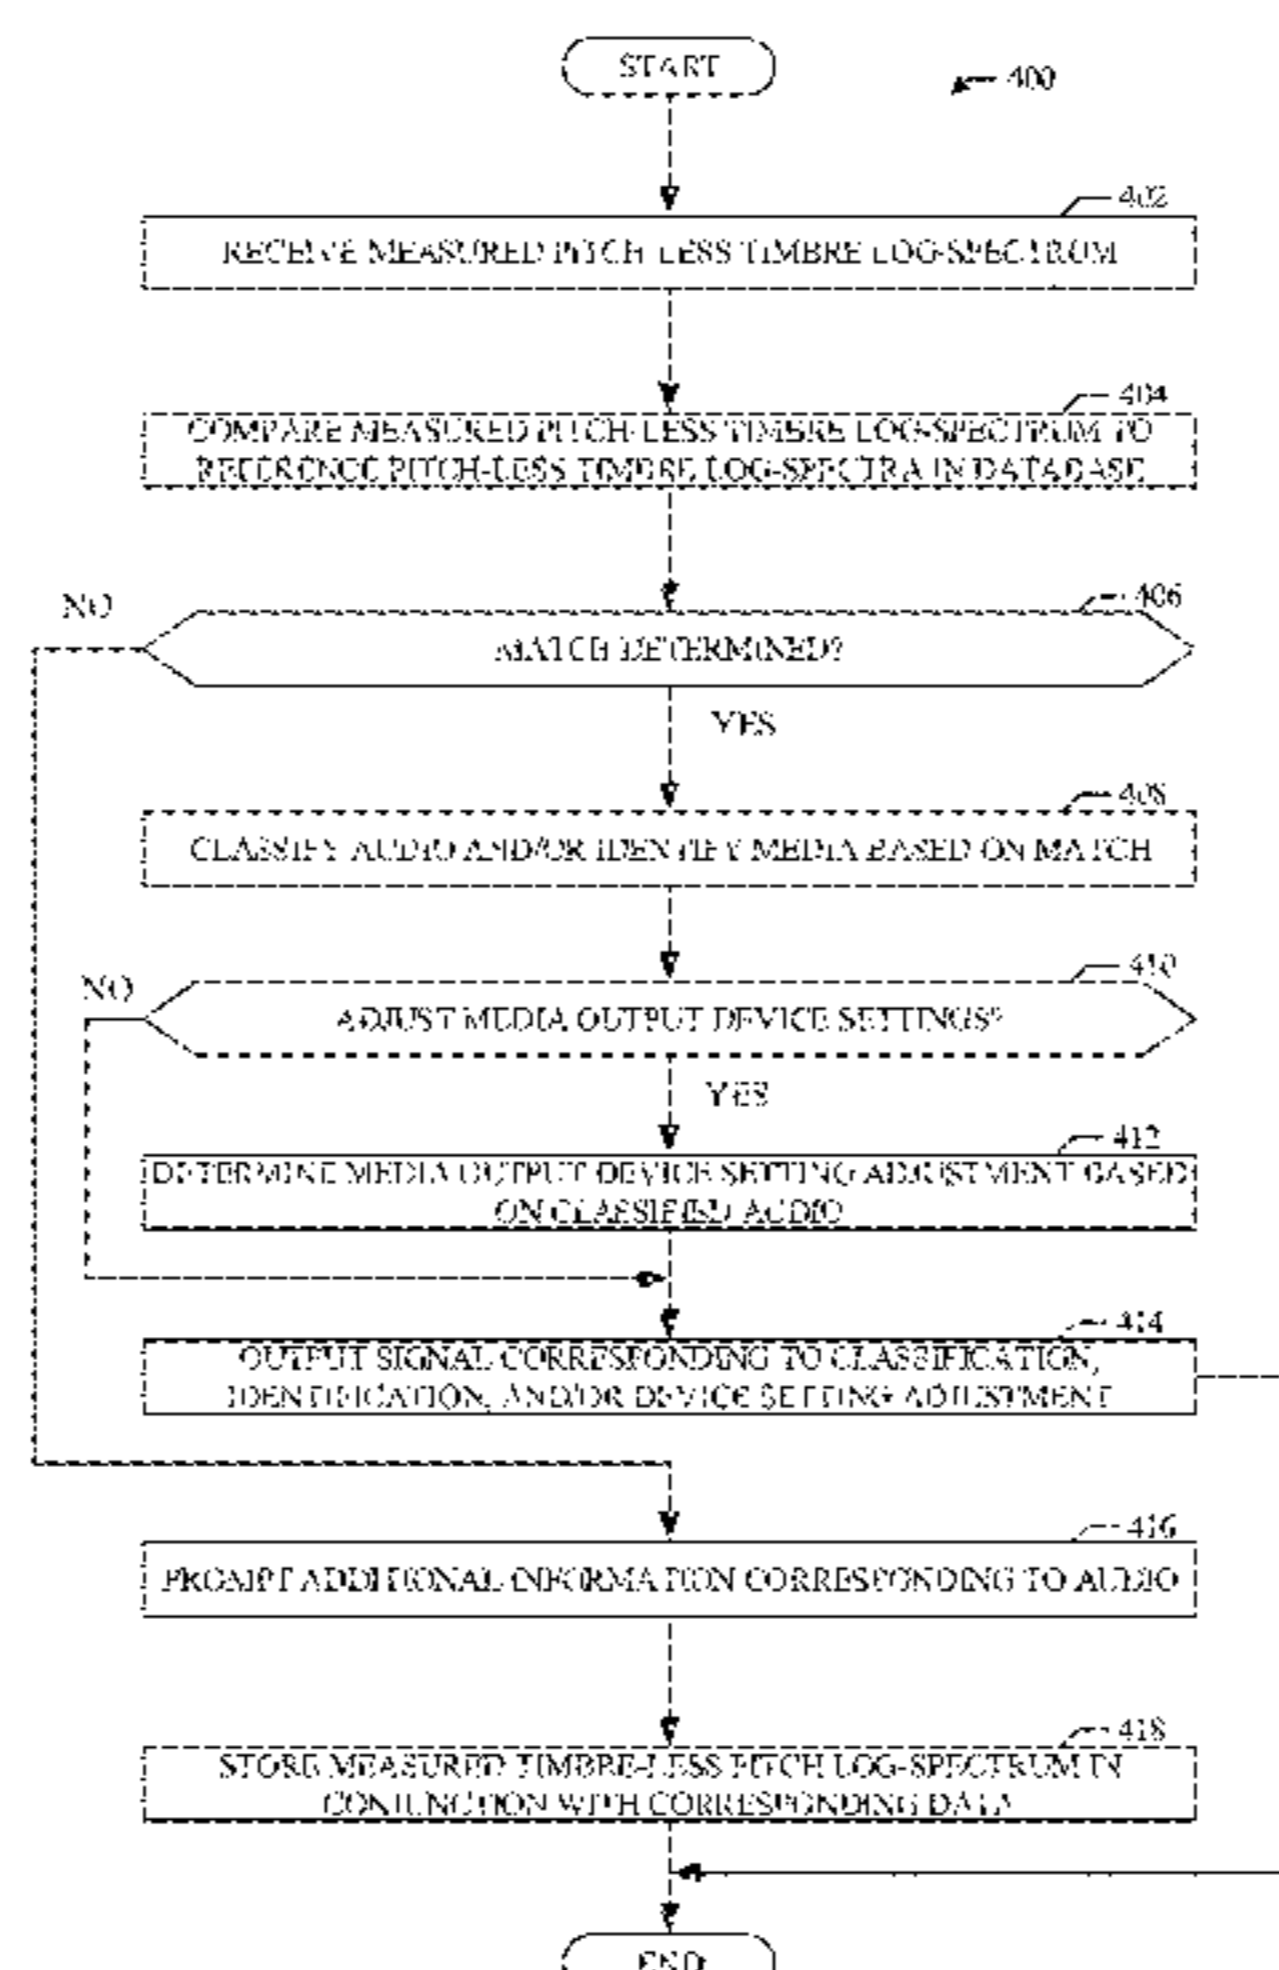 START
400
402
RECEIVE MEASURED PITCH-LESS TIMBRE LOG-SPECTRUM
404
COMPARE MEASURED PITCH-LESS TIMBRE LOG-SPECTRUM TO
REFERENCE PITCH-LESS TIMBRE LOG-SPECTRA IN DATABASE
NO
406
MATCH DETERMINED?
YES
408
CLASSIFY AUDIO AND/OR IDENTIFY MEDIA BASED ON MATCH
410
NO
ADJUST MEDIA OUTPUT DEVICE SETTINGS?
YES
412
DETERMINE MEDIA OUTPUT DEVICE SETTING ADJUSTMENT BASED
ON CLASSIFIED AUDIO
414
OUTPUT SIGNAL CORRESPONDING TO CLASSIFICATION,
IDENTIFICATION, AND/OR DEVICE SETTING ADJUSTMENT
416
PROMPT ADDITIONAL INFORMATION CORRESPONDING TO AUDIO
418
STORE MEASURED TIMBRE-LESS PITCH LOG-SPECTRUM IN
CONJUNCTION WITH CORRESPONDING DATA
END